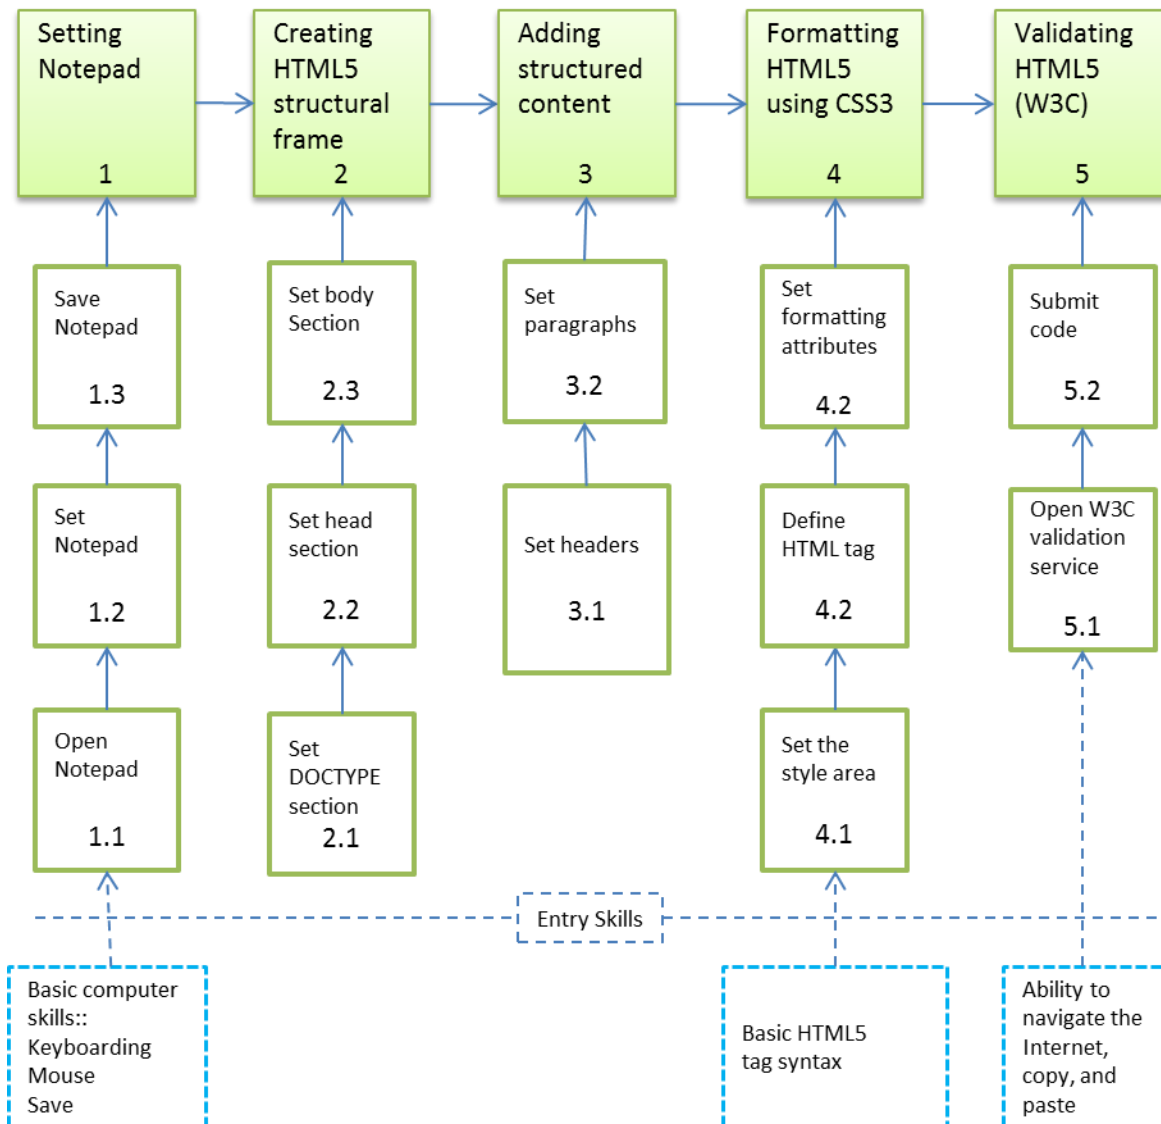 Setting
Notepad
1
Creating
HTML5
structural
frame
2
Adding
structured
content
3
Formatting
HTML5
using CSS3
4
Validating
HTML5
(W3C)
5
Save
Notepad
1.3
Set body
Section
2.3
Set
paragraphs
3.2
Set
formatting
attributes
4.2
Submit
code
5.2
Set
Notepad
1.2
Set head
section
2.2
Set headers
3.1
Define
HTML tag
4.2
Open W3C
validation
service
5.1
Open
Notepad
1.1
Set
DOCTYPE
section
2.1
Set the
style area
4.1
Entry Skills
Basic computer
skills::
Keyboarding
Mouse
Save
Basic HTML5
tag syntax
Ability to
navigate the
Internet,
copy, and
paste